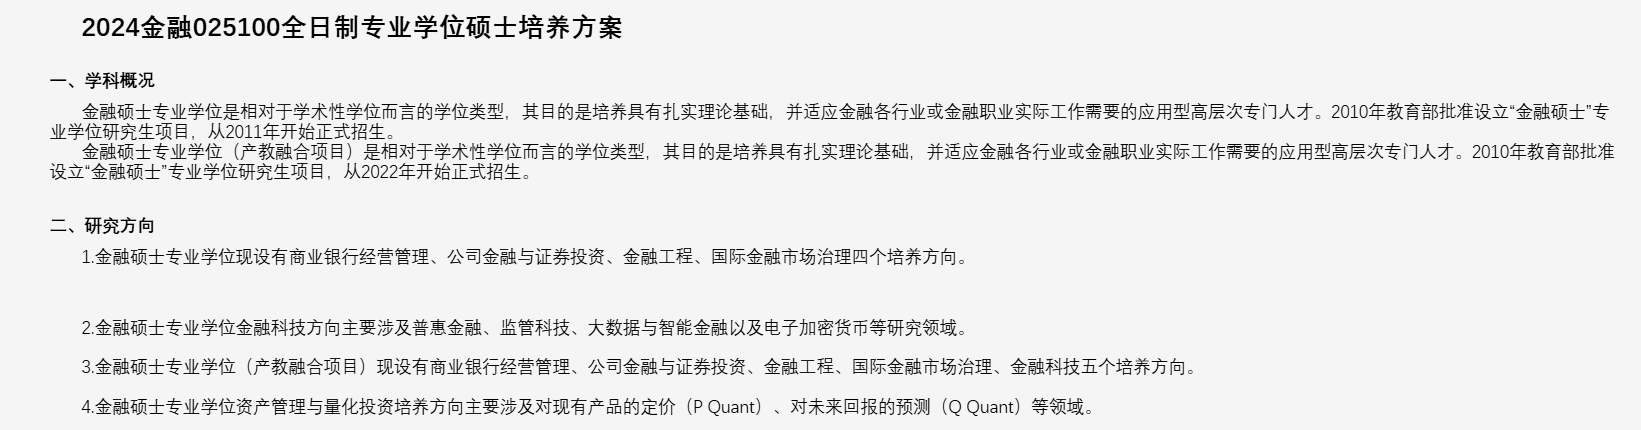 2024金融025100全日制专业学位硕士培养方案
一、学科概况
金融硕士专业学位是相对于学术性学位而言的学位类型，其目的是培养具有扎实理论基础，并适应金融各行业或金融职业实际工作需要的应用型高层次专门人才。2010年教育部批准设立“金融硕士”专
业学位研究生项目，从2011年开始正式招生。
金融硕士专业学位（产教融合项目）是相对于学术性学位而言的学位类型，其目的是培养具有扎实理论基础，并适应金融各行业或金融职业实际工作需要的应用型高层次专门人才。2010年教育部批准
设立“金融硕士”专业学位研究生项目，从2022年开始正式招生。
二、研究方向
1.金融硕士专业学位现设有商业银行经营管理、公司金融与证券投资、金融工程、国际金融市场治理四个培养方向。
2.金融硕士专业学位金融科技方向主要涉及普惠金融、监管科技、大数据与智能金融以及电子加密货币等研究领域。
3.金融硕士专业学位（产教融合项目）现设有商业银行经营管理、公司金融与证券投资、金融工程、国际金融市场治理、金融科技五个培养方向。
4.金融硕士专业学位资产管理与量化投资培养方向主要涉及对现有产品的定价（P Quant）、对未来回报的预测（Q Quant）等领域。